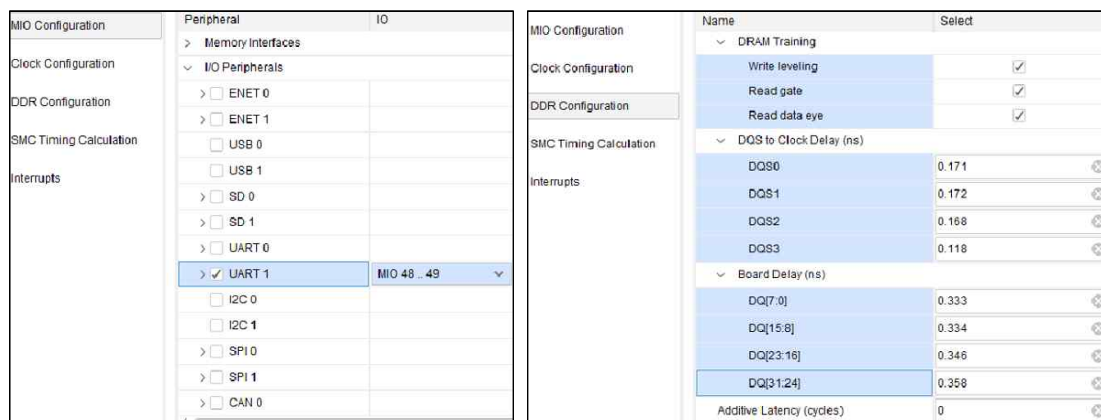 MIO Configuration
Clock Configuration
DDR Configuration
SMC Timing Calculation
Interrupts
Peripheral IO
Memory Interfaces
I/O Peripherals
ENET 0
ENET 1
USB 0
USB 1
SD 0
SD 1
UART 0
UART 1 MIO 48 .. 49
I2C 0
I2C 1
SPI 0
SPI 1
CAN 0
MIO Configuration
Clock Configuration
DDR Configuration
SMC Timing Calculation
Interrupts
Name Select
DRAM Training
Write leveling
Read gate
Read data eye
DQS to Clock Delay (ns)
DQS0 0.171
DQS1 0.172
DQS2 0.168
DQS3 0.118
Board Delay (ns)
DQ[7:0] 0.333
DQ[15:8] 0.334
DQ[23:16] 0.346
DQ[31:24] 0.358
Additive Latency (cycles) 0